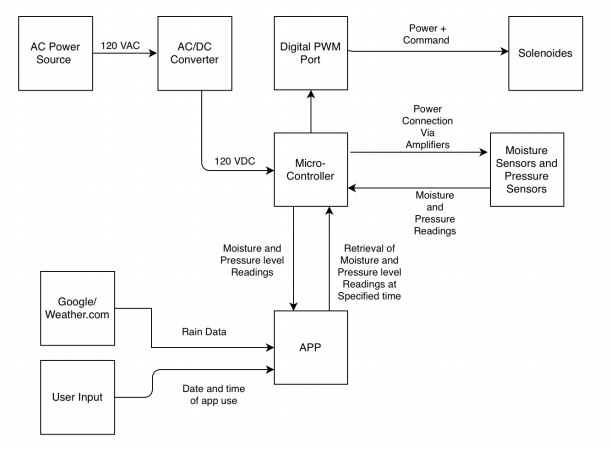 AC Power
Source
120 VAC
AC/DC
Converter
Digital PWM
Port
Power +
Command
Solenoides
120 VDC
Micro-
Controller
Power
Connection
Via
Amplifiers
Moisture
Sensors and
Pressure
Sensors
Moisture
and
Pressure
Readings
Moisture and
Pressure level
Readings
Retrieval of
Moisture and
Pressure level
Readings at
Specified time
Google/
Weather.com
Rain Data
APP
User Input
Date and time
of app use